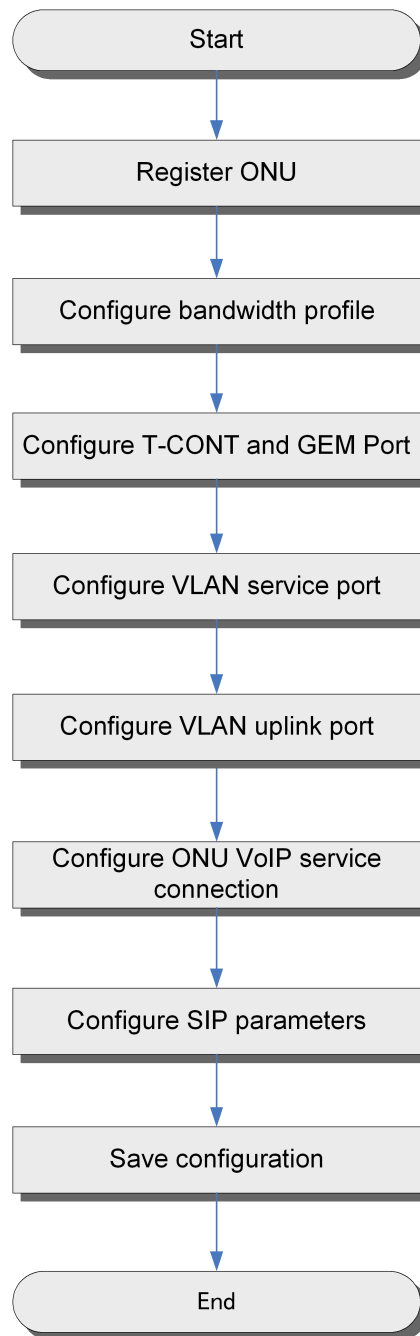 Start
Register ONU
Configure bandwidth profile
Configure T-CONT and GEM Port
Configure VLAN service port
Configure VLAN uplink port
Configure ONU VoIP service
connection
Configure SIP parameters
Save configuration
End